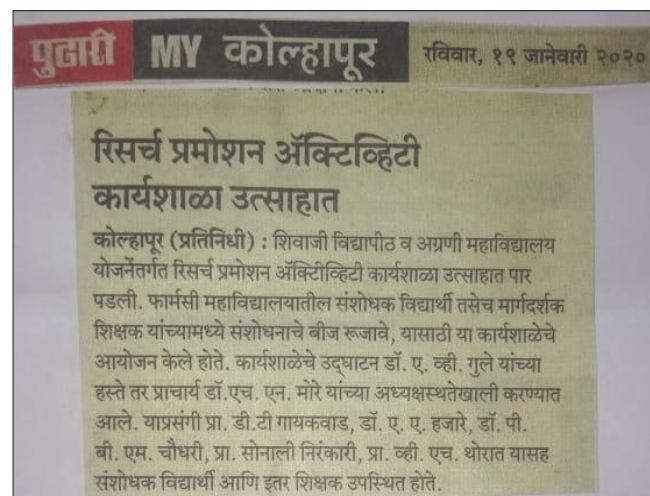 पुढारी MY कोल्हापूर रविवार, १९ जानेवारी २०२०
रिसर्च प्रमोशन ॲक्टिव्हिटी
कार्यशाळा उत्साहात
कोल्हापूर (प्रतिनिधी) : शिवाजी विद्यापीठ व अग्रणी महाविद्यालय
योजनेंतर्गत रिसर्च प्रमोशन ॲक्टिीव्हिटी कार्यशाळा उत्साहात पार
पडली. फार्मसी महाविद्यालयातील संशोधक विद्यार्थी तसेच मार्गदर्शक
शिक्षक यांच्यामध्ये संशोधनाचे बीज रूजावे, यासाठी या कार्यशाळेचे
आयोजन केले होते. कार्यशाळेचे उद्‌घाटन डॉ. ए. व्ही. गुले यांच्या
हस्ते तर प्राचार्य डॉ.एच. एन. मोरे यांच्या अध्यक्षस्थतेखाली करण्यात
आले. याप्रसंगी प्रा. डी.टी गायकवाड, डॉ. ए. ए. हजारे, डॉ. पी.
बी. एम. चौधरी, प्रा. सोनाली निरंकारी, प्रा. व्ही. एच. थोरात यासह
संशोधक विद्यार्थी आणि इतर शिक्षक उपस्थित होते.